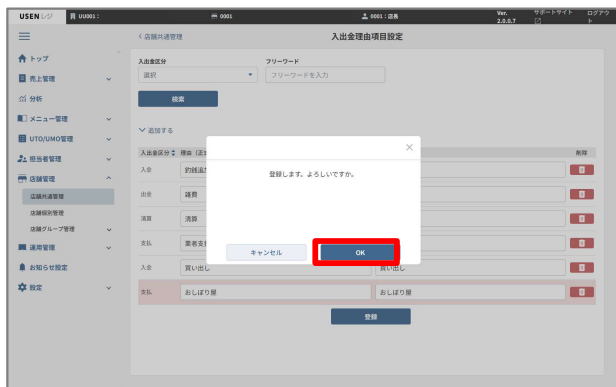 USEN レジ UU001 : 0001 0001 : 店長 Ver. 2.0.0.7 サポートサイト ログアウト
< 店舗共通管理 入出金理由項目設定
トップ
売上管理
分析
メニュー管理
UTO/UMO管理
担当者管理
店舗管理
店舗共通管理
店舗個別管理
店舗グループ管理
運用管理
お知らせ設定
設定
入出金区分 フリーワード
選択 フリーワードを入力
検索
追加する
入出金区分 理由（正 削除
入金 釣銭追
出金 雑費
清算 清算
支払 業者支
入金 買い出し 買い出し
支払 おしぼり屋 おしぼり屋
登録
登録します。よろしいですか。
キャンセル OK